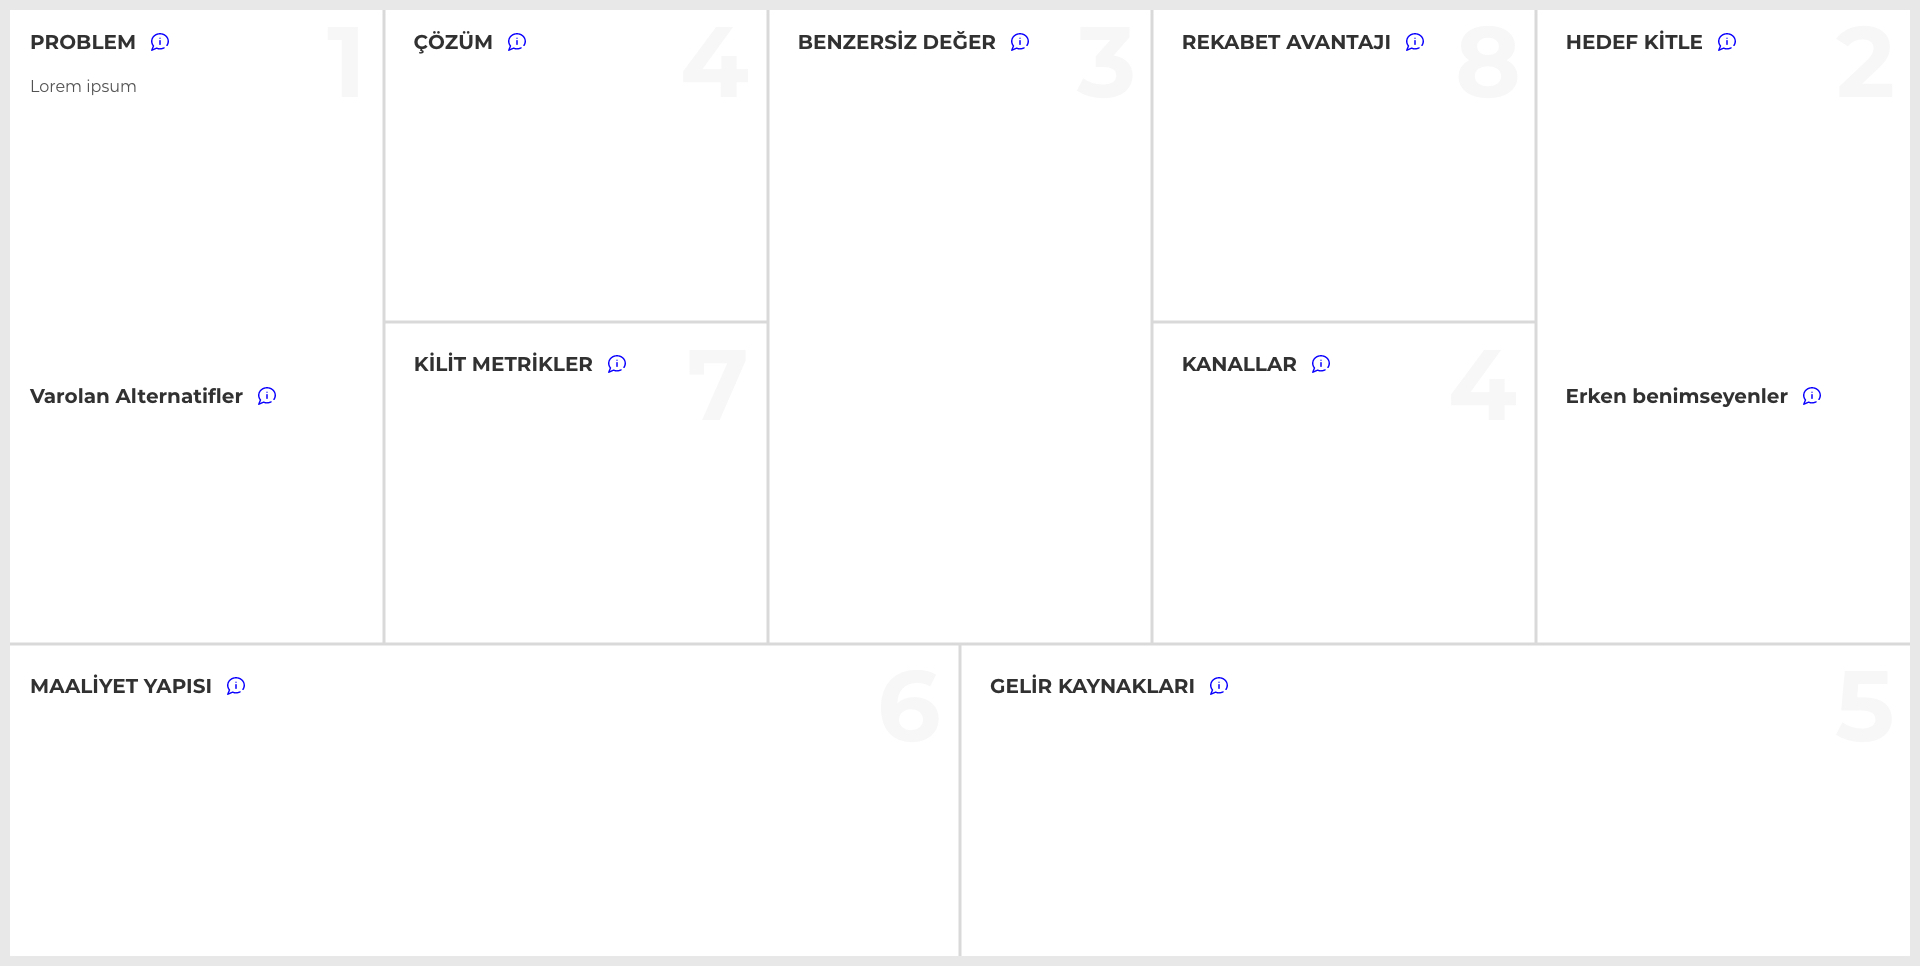 PROBLEM
1
Lorem ipsum
Varolan Alternatifler
ÇÖZÜM
4
KİLİT METRİKLER
7
BENZERSİZ DEĞER
3
REKABET AVANTAJI
8
KANALLAR
4
HEDEF KİTLE
2
Erken benimseyenler
MAALİYET YAPISI
6
GELİR KAYNAKLARI
5